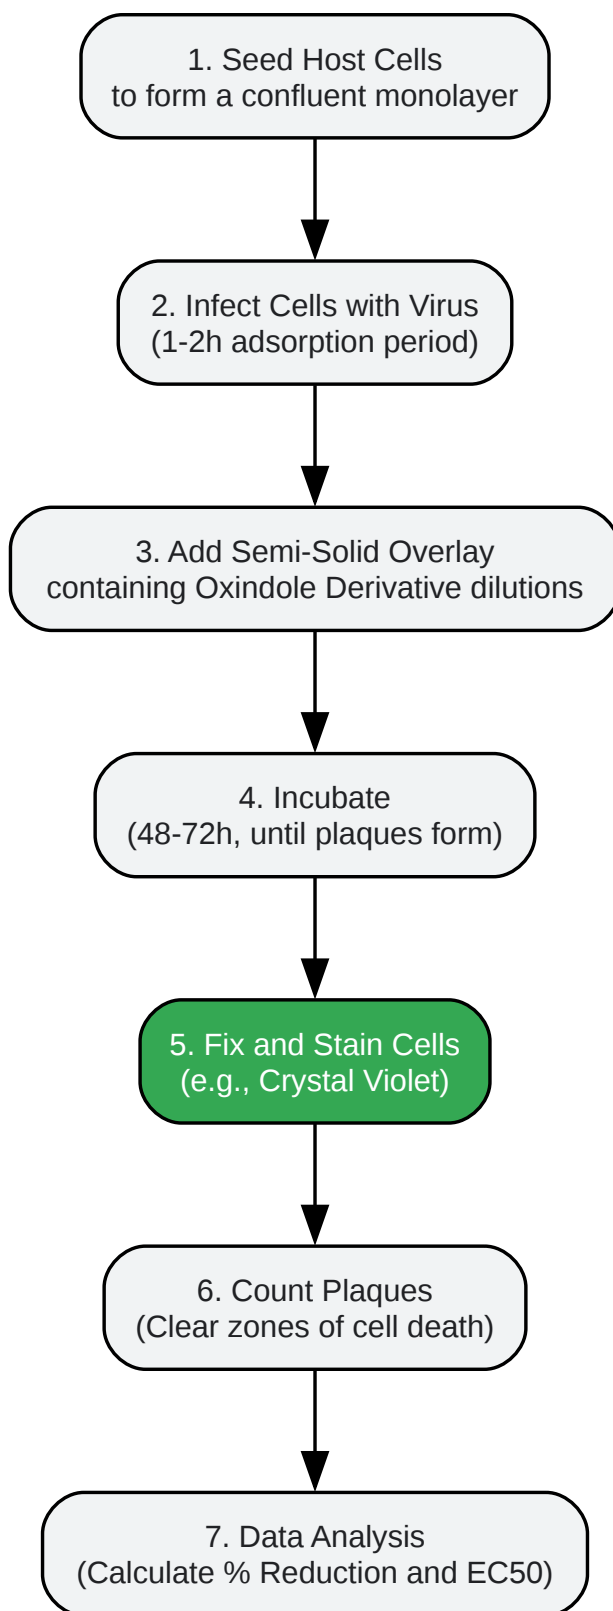 1. Seed Host Cells
to form a confluent monolayer
2. Infect Cells with Virus
(1-2h adsorption period)
3. Add Semi-Solid Overlay
containing Oxindole Derivative dilutions
4. Incubate
(48-72h, until plaques form)
5. Fix and Stain Cells
(e.g., Crystal Violet)
6. Count Plaques
(Clear zones of cell death)
7. Data Analysis
(Calculate % Reduction and EC50)